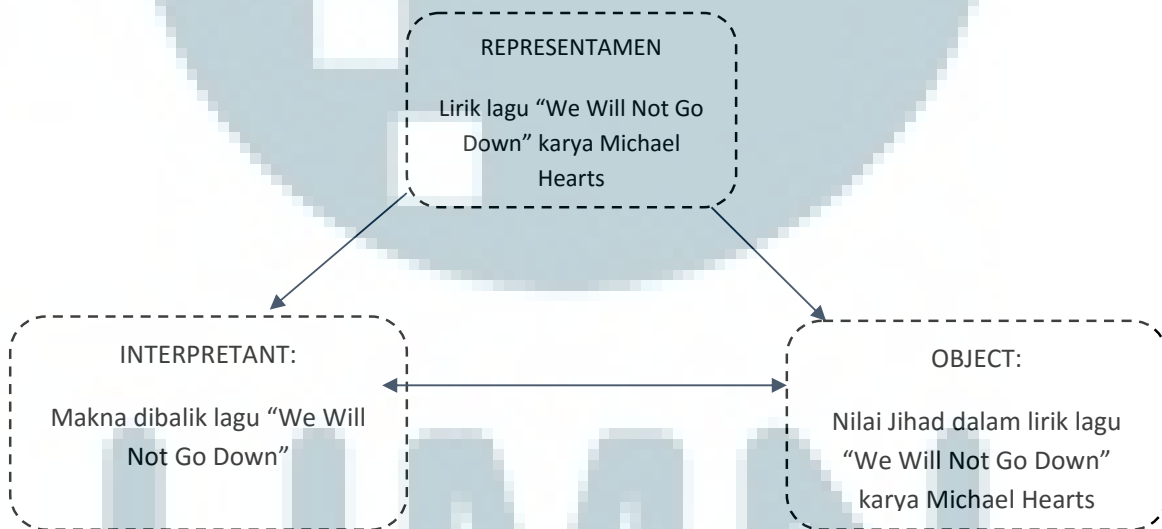 REPRESENTAMEN
Lirik lagu “We Will Not Go
Down” karya Michael
Hearts
INTERPRETANT:
Makna dibalik lagu “We Will
Not Go Down”
OBJECT:
Nilai Jihad dalam lirik lagu
“We Will Not Go Down”
karya Michael Hearts